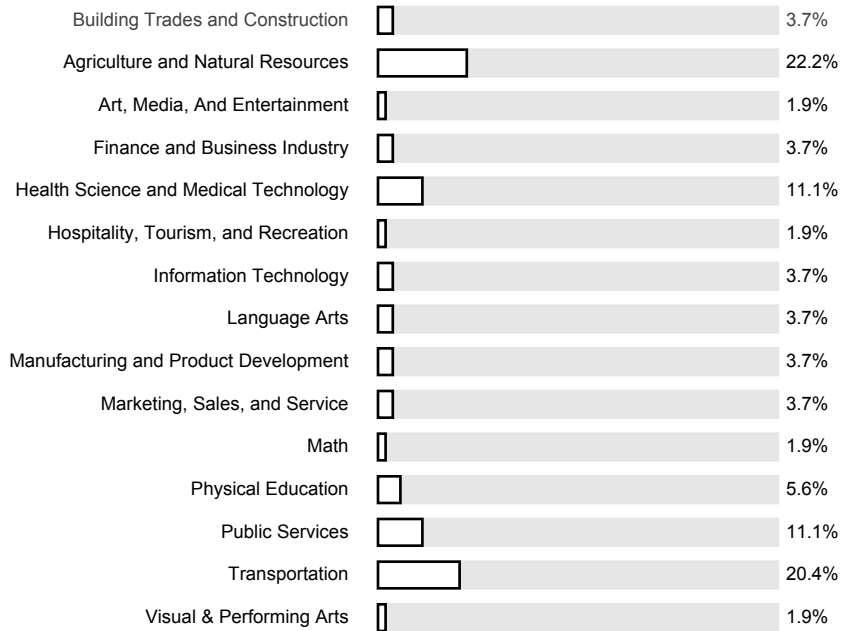 Building Trades and Construction 3.7%
Agriculture and Natural Resources 22.2%
Art, Media, And Entertainment 1.9%
Finance and Business Industry 3.7%
Health Science and Medical Technology 11.1%
Hospitality, Tourism, and Recreation 1.9%
Information Technology 3.7%
Language Arts 3.7%
Manufacturing and Product Development 3.7%
Marketing, Sales, and Service 3.7%
Math 1.9%
Physical Education 5.6%
Public Services 11.1%
Transportation 20.4%
Visual & Performing Arts 1.9%